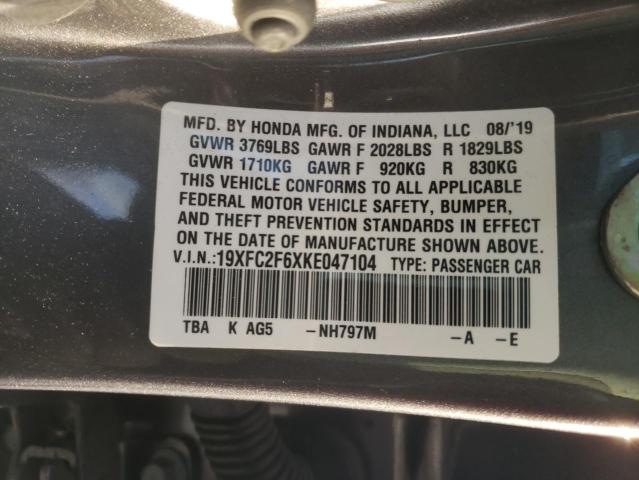 MFD. BY HONDA MFG. OF INDIANA, LLC 08/'19
GVWR 3769LBS GAWR F 2028LBS R 1829LBS
GVWR 1710KG GAWR F 920KG R 830KG
THIS VEHICLE CONFORMS TO ALL APPLICABLE
FEDERAL MOTOR VEHICLE SAFETY, BUMPER,
AND THEFT PREVENTION STANDARDS IN EFFECT
ON THE DATE OF MANUFACTURE SHOWN ABOVE.
V.I.N.:19XFC2F6XKE047104 TYPE: PASSENGER CAR
TBA K AG5 -NH797M -A -E